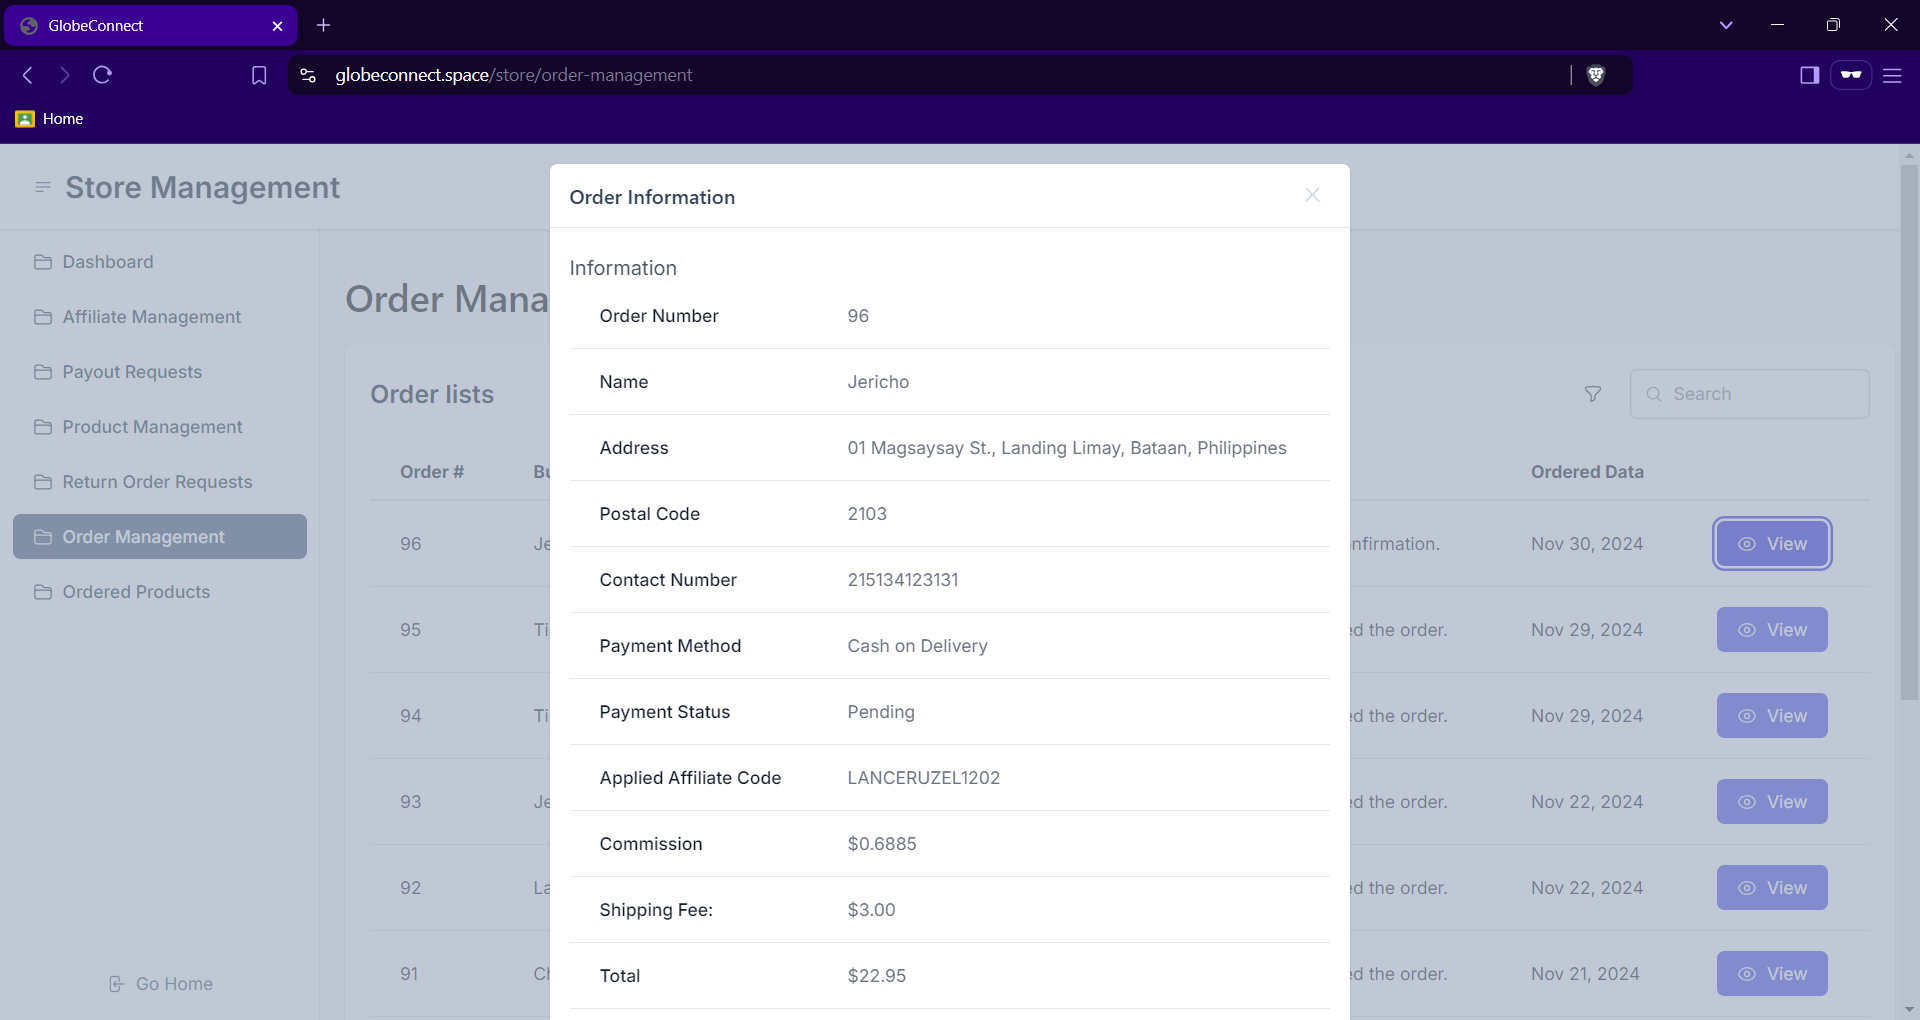 GlobeConnect
globeconnect.space/store/order-management
Home
Store Management
Dashboard
Affiliate Management
Payout Requests
Product Management
Return Order Requests
Order Management
Ordered Products
Go Home
Order Mana
Order lists
Search
Order # Bu Ordered Data
96 Je nfirmation. Nov 30, 2024 View
95 Ti ed the order. Nov 29, 2024 View
94 Ti ed the order. Nov 29, 2024 View
93 Je ed the order. Nov 22, 2024 View
92 La ed the order. Nov 22, 2024 View
91 Ch ed the order. Nov 21, 2024 View
Order Information
Information
Order Number 96
Name Jericho
Address 01 Magsaysay St., Landing Limay, Bataan, Philippines
Postal Code 2103
Contact Number 215134123131
Payment Method Cash on Delivery
Payment Status Pending
Applied Affiliate Code LANCERUZEL1202
Commission $0.6885
Shipping Fee: $3.00
Total $22.95